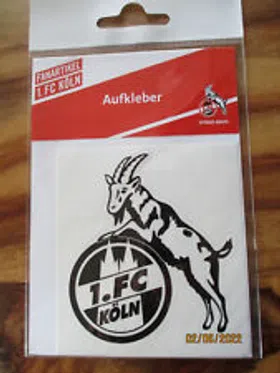 FANARTIKEL
1. FC KÖLN
Aufkleber
1.FC
KÖLN
02/06/2022